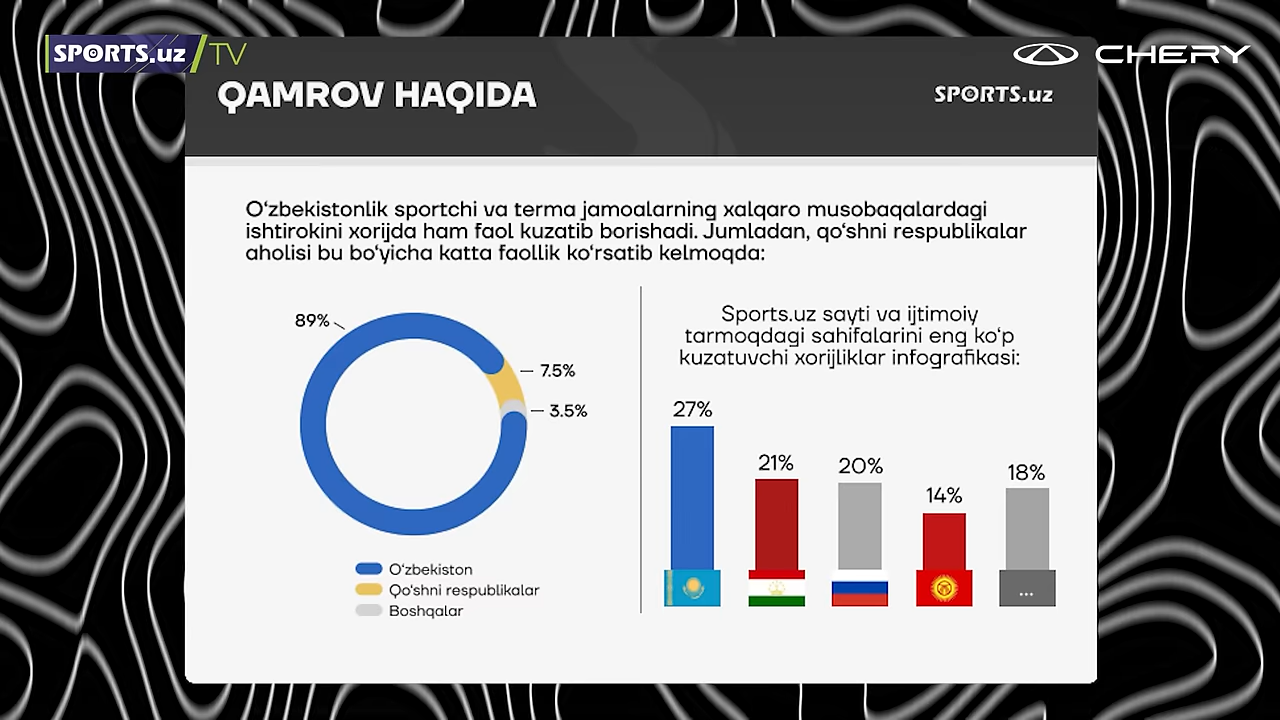 SPORTS.uz/TV
CHERY
QAMROV HAQIDA
SPORTS.uz
O‘zbekistonlik sportchi va terma jamoalarning xalqaro musobaqalardagi
ishtirokini xorijda ham faol kuzatib borishadi. Jumladan, qo‘shni respublikalar
aholisi bu bo‘yicha katta faollik ko‘rsatib kelmoqda:
89%
7.5%
3.5%
O‘zbekiston
Qo‘shni respublikalar
Boshqalar
Sports.uz sayti va ijtimoiy
tarmoqdagi sahifalarini eng ko‘p
kuzatuvchi xorijliklar infografikasi:
27%
21%
20%
14%
18%
...